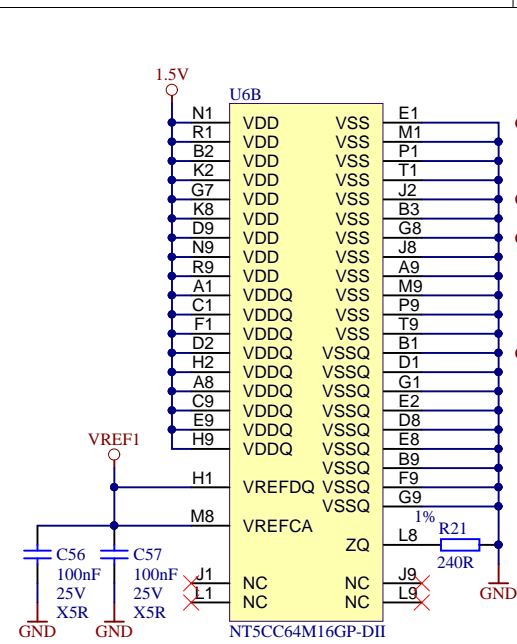 1.5V
U6B
N1 VDD VSS E1
R1 VDD VSS M1
B2 VDD VSS P1
K2 VDD VSS T1
G7 VDD VSS J2
K8 VDD VSS B3
D9 VDD VSS G8
N9 VDD VSS J8
R9 VDD VSS A9
A1 VDDQ VSS M9
C1 VDDQ VSS P9
F1 VDDQ VSS T9
D2 VDDQ VSSQ B1
H2 VDDQ VSSQ D1
A8 VDDQ VSSQ G1
C9 VDDQ VSSQ E2
E9 VDDQ VSSQ D8
H9 VDDQ VSSQ E8
VREF1
VSSQ B9
H1 VREFDQ VSSQ F9
VSSQ G9
M8 VREFCA 1% R21
ZQ L8
240R
C56 C57
100nF 100nF
25V 25V
X5R X5R
J1 NC NC J9
L1 NC NC L9
GND GND GND
NT5CC64M16GP-DII